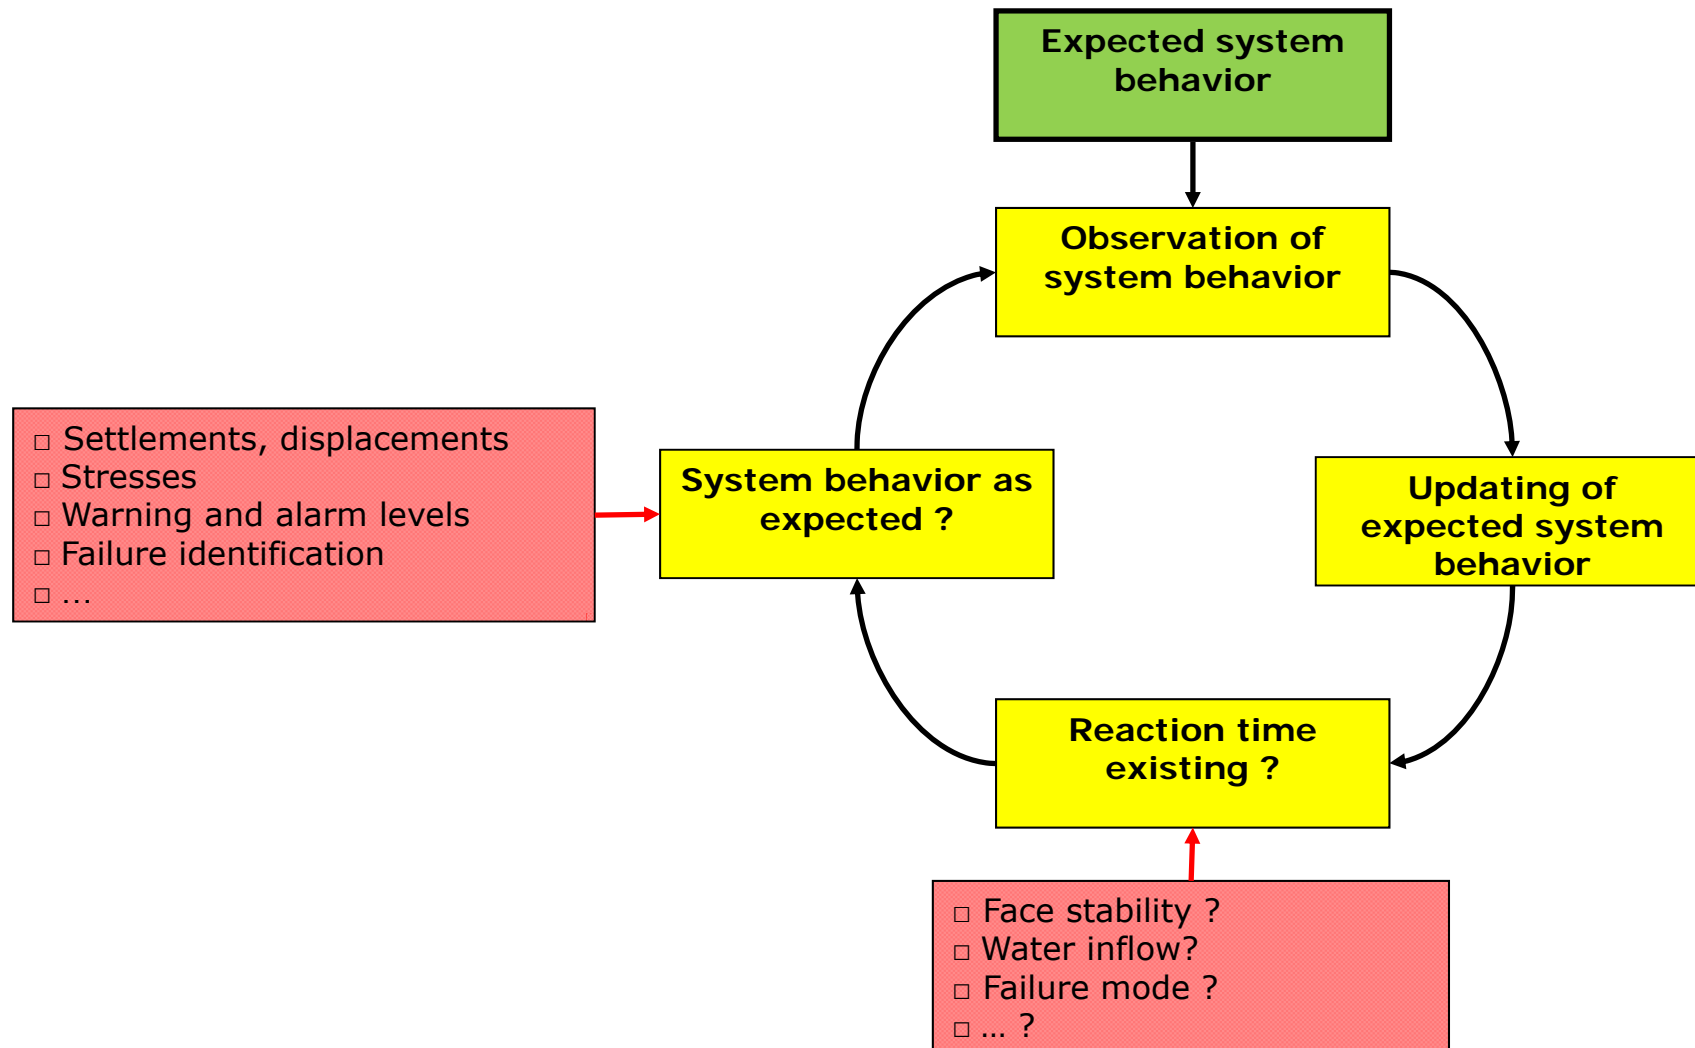 Expected system
behavior
Observation of
system behavior
□ Settlements, displacements
□ Stresses
□ Warning and alarm levels
□ Failure identification
□ ...
System behavior as
expected ?
Updating of
expected system
behavior
Reaction time
existing ?
□ Face stability ?
□ Water inflow?
□ Failure mode ?
□ ... ?